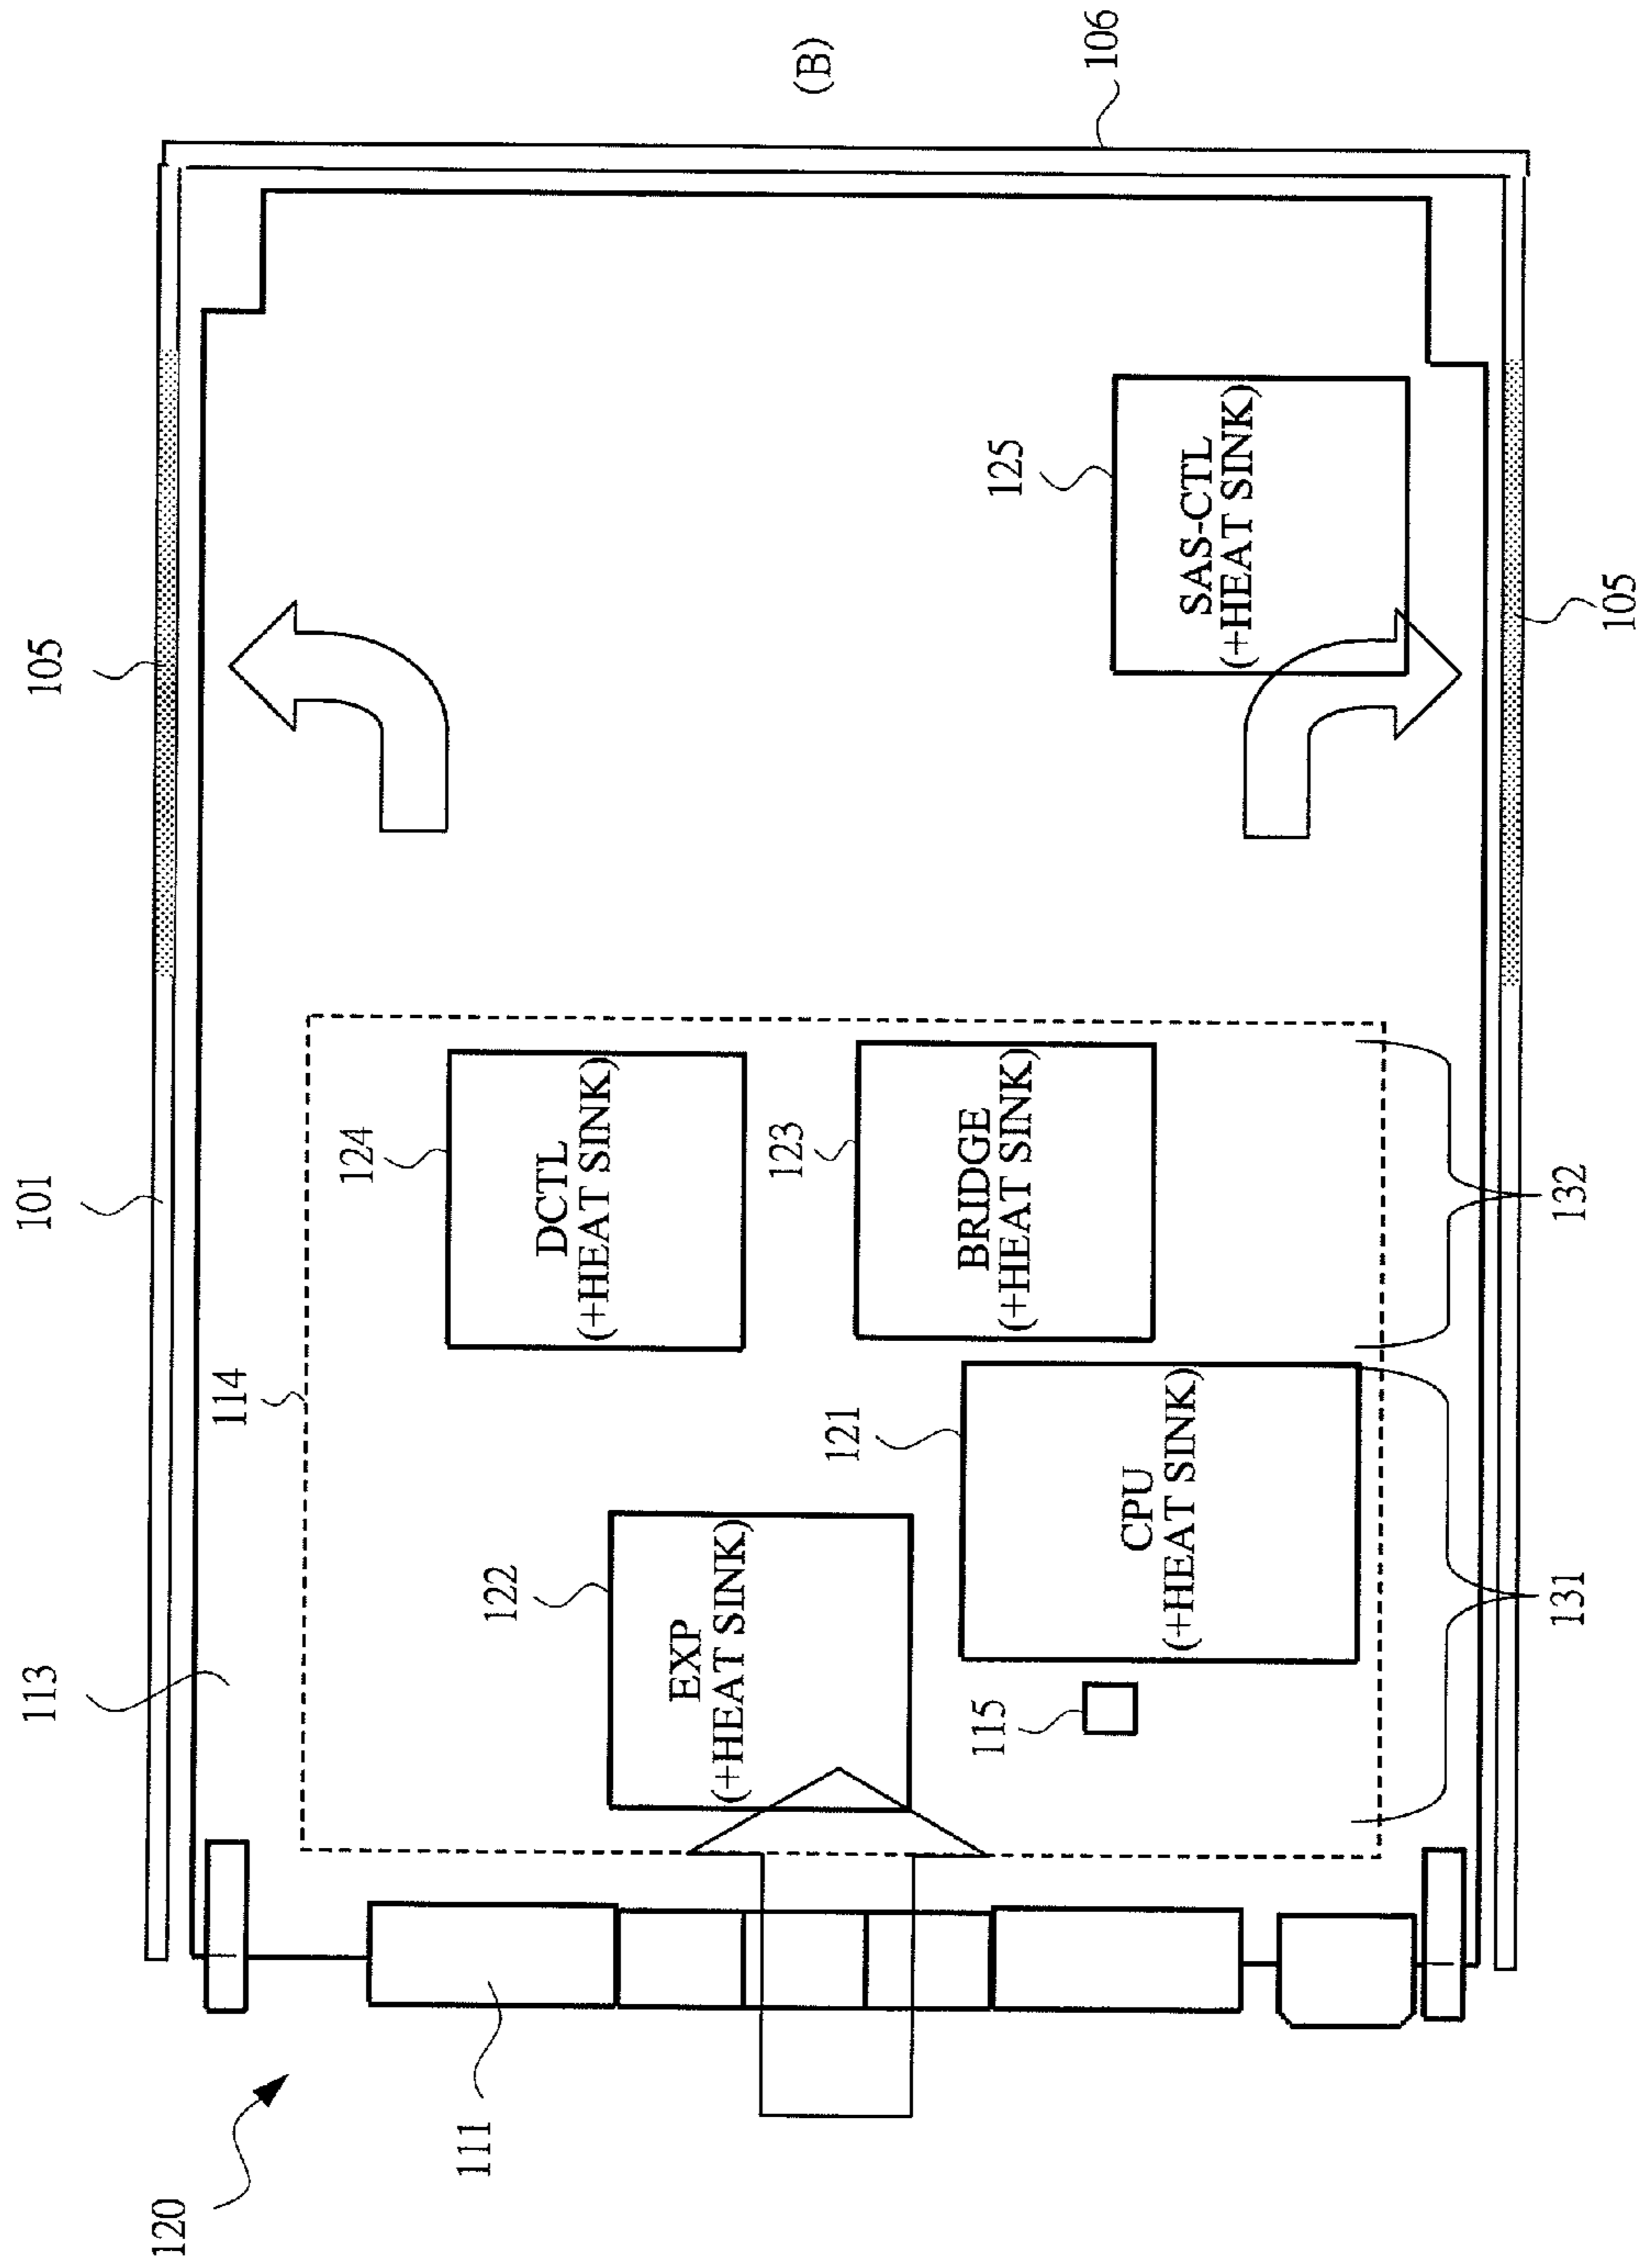 (B)
106
105
101
113
114
124
DCTL
(+HEAT SINK)
123
BRIDGE
(+HEAT SINK)
125
SAS-CTL
(+HEAT SINK)
105
122
EXP
(+HEAT SINK)
121
CPU
(+HEAT SINK)
115
132
131
111
120